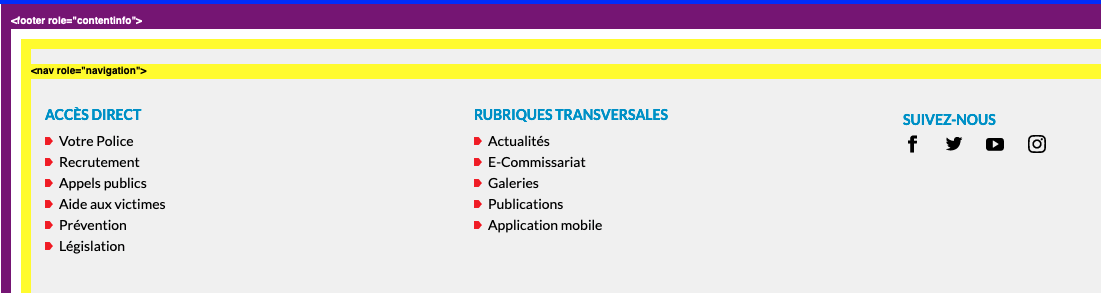 <footer role="contentinfo">
<nav role="navigation">
ACCÈS DIRECT
Votre Police
Recrutement
Appels publics
Aide aux victimes
Prévention
Législation
RUBRIQUES TRANSVERSALES
Actualités
E-Commissariat
Galeries
Publications
Application mobile
SUIVEZ-NOUS